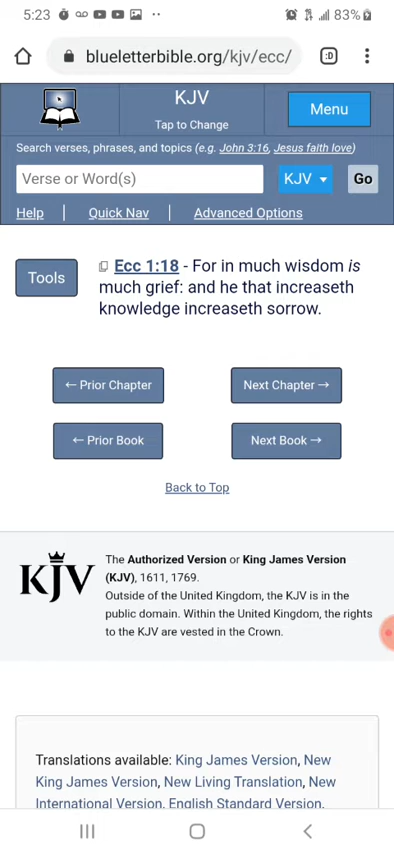 5:23 83%
blueletterbible.org/kjv/ecc/ :D
KJV
Tap to Change
Menu
Search verses, phrases, and topics (e.g. John 3:16, Jesus faith love)
Verse or Word(s) KJV Go
Help Quick Nav Advanced Options
Tools
Ecc 1:18 - For in much wisdom is
much grief: and he that increaseth
knowledge increaseth sorrow.
← Prior Chapter Next Chapter →
← Prior Book Next Book →
Back to Top
KJV
The Authorized Version or King James Version
(KJV), 1611, 1769.
Outside of the United Kingdom, the KJV is in the
public domain. Within the United Kingdom, the rights
to the KJV are vested in the Crown.
Translations available: King James Version, New
King James Version, New Living Translation, New
International Version, English Standard Version,